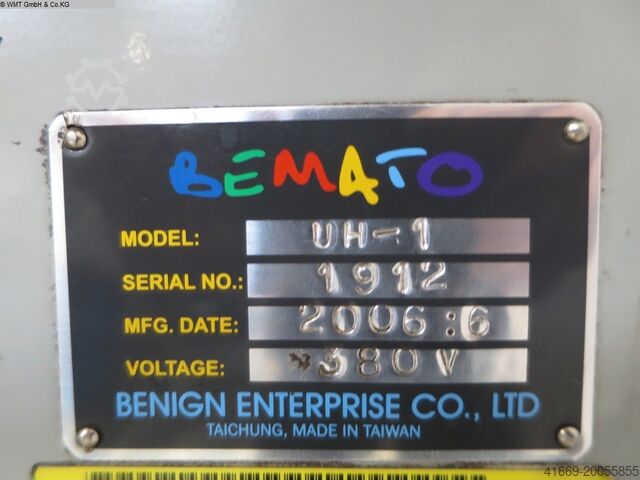 © WMT GmbH & Co.KG
BEMATO
MODEL: UH-1
SERIAL NO.: 1912
MFG. DATE: 2006:6
VOLTAGE: 380V
BENIGN ENTERPRISE CO., LTD
TAICHUNG, MADE IN TAIWAN
41669-20055855